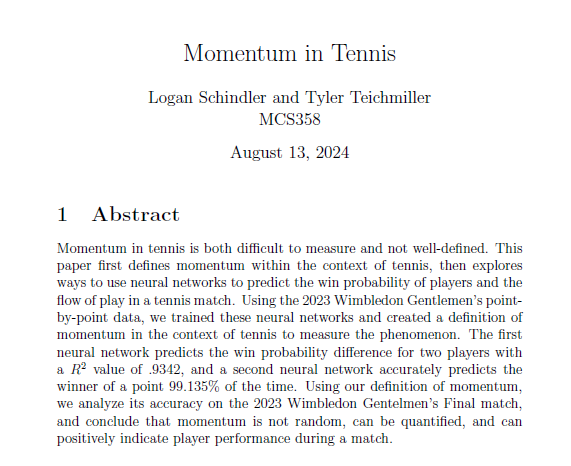 Momentum in Tennis
Logan Schindler and Tyler Teichmiller
MCS358
August 13, 2024
1 Abstract
Momentum in tennis is both difficult to measure and not well-defined. This
paper first defines momentum within the context of tennis, then explores
ways to use neural networks to predict the win probability of players and the
flow of play in a tennis match. Using the 2023 Wimbledon Gentlemen's point-
by-point data, we trained these neural networks and created a definition of
momentum in the context of tennis to measure the phenomenon. The first
neural network predicts the win probability difference for two players with
a R² value of .9342, and a second neural network accurately predicts the
winner of a point 99.135% of the time. Using our definition of momentum,
we analyze its accuracy on the 2023 Wimbledon Gentelmen's Final match,
and conclude that momentum is not random, can be quantified, and can
positively indicate player performance during a match.